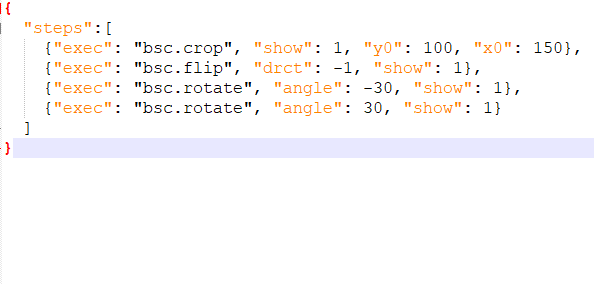 {
"steps":[
{"exec": "bsc.crop", "show": 1, "y0": 100, "x0": 150},
{"exec": "bsc.flip", "drct": -1, "show": 1},
{"exec": "bsc.rotate", "angle": -30, "show": 1},
{"exec": "bsc.rotate", "angle": 30, "show": 1}
]
}